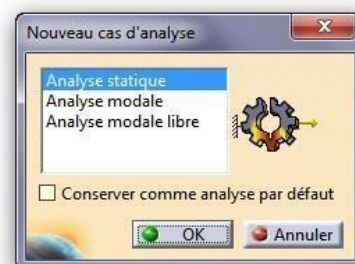 Nouveau cas d'analyse
Analyse statique
Analyse modale
Analyse modale libre
Conserver comme analyse par défaut
OK
Annuler